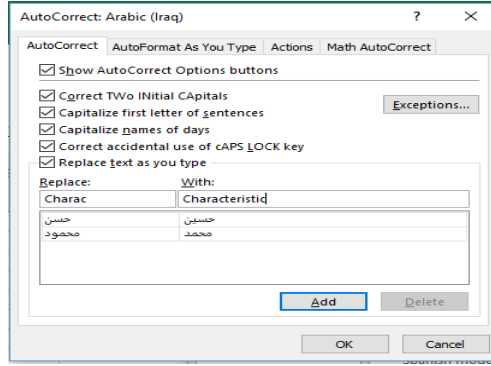 AutoCorrect: Arabic (Iraq) ?
AutoCorrect AutoFormat As You Type Actions Math AutoCorrect
Show AutoCorrect Options buttons
Correct TWo INitial CApitals
Exceptions...
Capitalize first letter of sentences
Capitalize names of days
Correct accidental use of cAPS LOCK key
Replace text as you type
Replace: With:
Charac Characteristic
حسن حسين
محمود محمد
Add Delete
OK Cancel